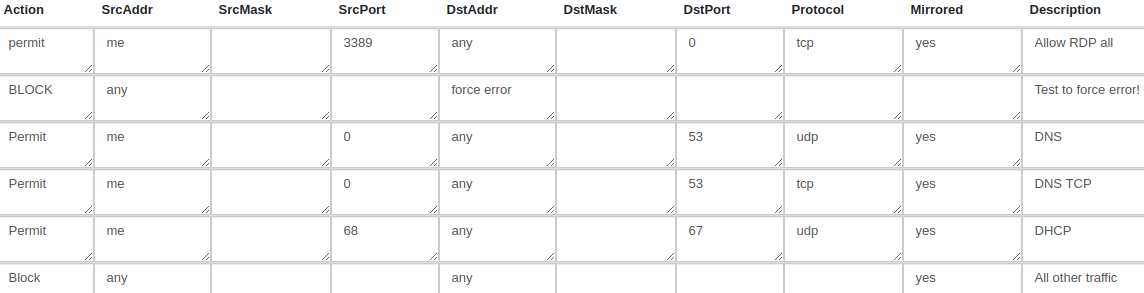 Action SrcAddr SrcMask SrcPort DstAddr DstMask DstPort Protocol Mirrored Description
permit me 3389 any 0 tcp yes Allow RDP all
BLOCK any force error Test to force error!
Permit me 0 any 53 udp yes DNS
Permit me 0 any 53 tcp yes DNS TCP
Permit me 68 any 67 udp yes DHCP
Block any any yes All other traffic